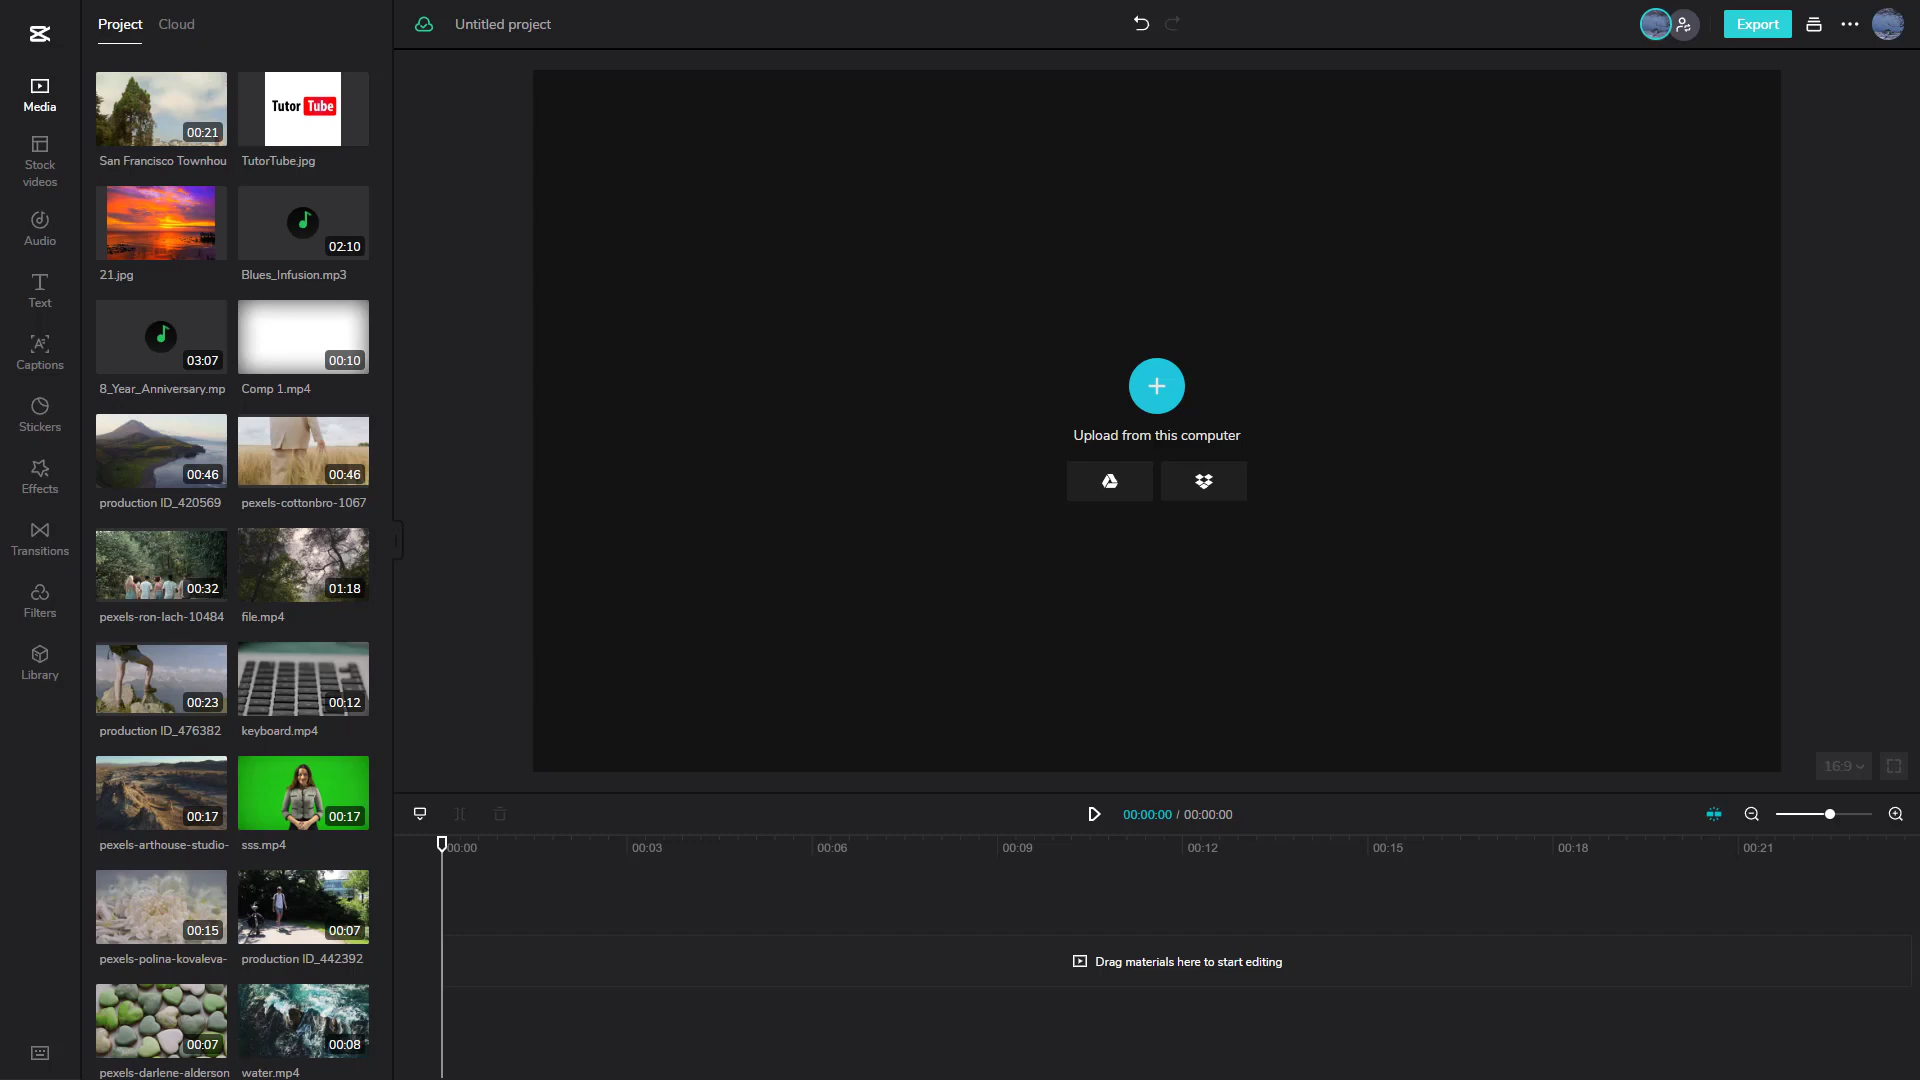 Project Cloud
Untitled project
Export
Media
Stock
videos
Audio
Text
Captions
Stickers
Effects
Transitions
Filters
Library
00:21
San Francisco Townhou
Tutor Tube
TutorTube.jpg
21.jpg
02:10
Blues_Infusion.mp3
03:07
8_Year_Anniversary.mp
00:10
Comp 1.mp4
00:46
production ID_420569
00:46
pexels-cottonbro-1067
00:32
pexels-ron-lach-10484
01:18
file.mp4
00:23
production ID_476382
00:12
keyboard.mp4
00:17
pexels-arthouse-studio-
00:17
sss.mp4
00:15
pexels-polina-kovaleva-
00:07
production ID_442392
00:07
pexels-darlene-alderson
00:08
water.mp4
Upload from this computer
16:9
00:00:00 / 00:00:00
00:00 00:03 00:06 00:09 00:12 00:15 00:18 00:21
Drag materials here to start editing